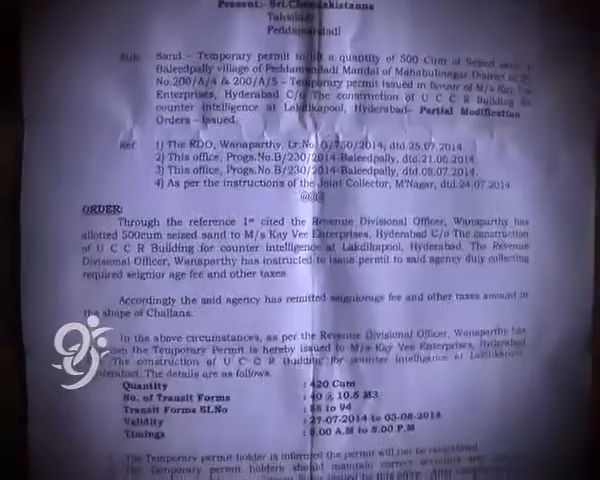 Present:- Sri.Chendrakistanna
Tahsildar
Peddamandadi
Sub: Sand – Temporary permit to lift a quantity of 500 Cum of Seized sand
Baleedpally village of Peddamandadi Mandal of Mahabubnagar District in
No.200/A/4 & 200/A/5 – Temporary permit issued in favour of M/s Kay Vee
Enterprises, Hyderabad C/o The construction of U C C R Building for
counter intelligence at Lakdikapool, Hyderabad- Partial Modification
Orders – Issued.
Ref: 1) The RDO, Wanaparthy, Lr.No.G/750/2014, dtd.25.07.2014.
2) This office, Progs.No.B/230/2014-Baleedpally, dtd.21.06.2014.
3) This office, Progs.No.B/230/2014-Baleedpally, dtd.08.07.2014.
4) As per the instructions of the Joint Collector, M'Nagar, dtd.24.07.2014.
@@@
ORDER:
Through the reference 1st cited the Revenue Divisional Officer, Wanaparthy has
allotted 500cum seized sand to M/s Kay Vee Enterprises, Hyderabad C/o The construction
of U C C R Building for counter intelligence at Lakdikapool, Hyderabad. The Revenue
Divisional Officer, Wanaparthy has instructed to issue permit to said agency duly collecting
required seignior age fee and other taxes.
Accordingly the said agency has remitted seigniorage fee and other taxes amount in
the shape of Challans.
In the above circumstances, as per the Revenue Divisional Officer, Wanaparthy has
the Temporary Permit is hereby issued to M/s Kay Vee Enterprises, Hyderabad
The construction of U C C R Building for counter intelligence at Lakdikapool,
Hyderabad. The details are as follows.
Quantity : 420 Cum
No. of Transit Forms : 40 @ 10.5 M3
Transit Forms Sl.No : 55 to 94
Validity : 27-07-2014 to 03-08-2014
Timings : 8.00 A.M to 5.00 P.M
The Temporary permit holder is informed the permit will not be
The Temporary permit holders should maintain correct accounts and